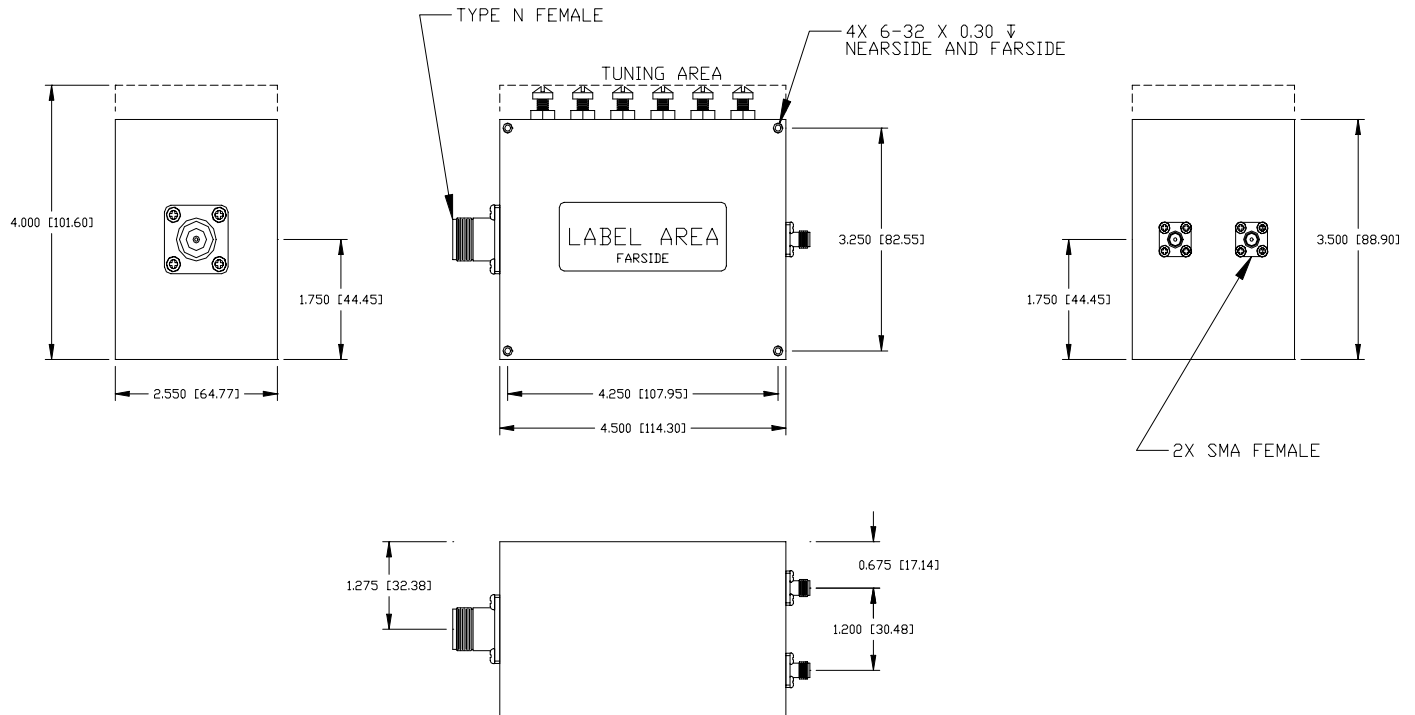 TYPE N FEMALE
4X 6-32 X 0.30 ↧
NEARSIDE AND FARSIDE
TUNING AREA
4.000 [101.60]
1.750 [44.45]
2.550 [64.77]
LABEL AREA
FARSIDE
3.250 [82.55]
4.250 [107.95]
4.500 [114.30]
1.750 [44.45]
3.500 [88.90]
2X SMA FEMALE
1.275 [32.38]
0.675 [17.14]
1.200 [30.48]